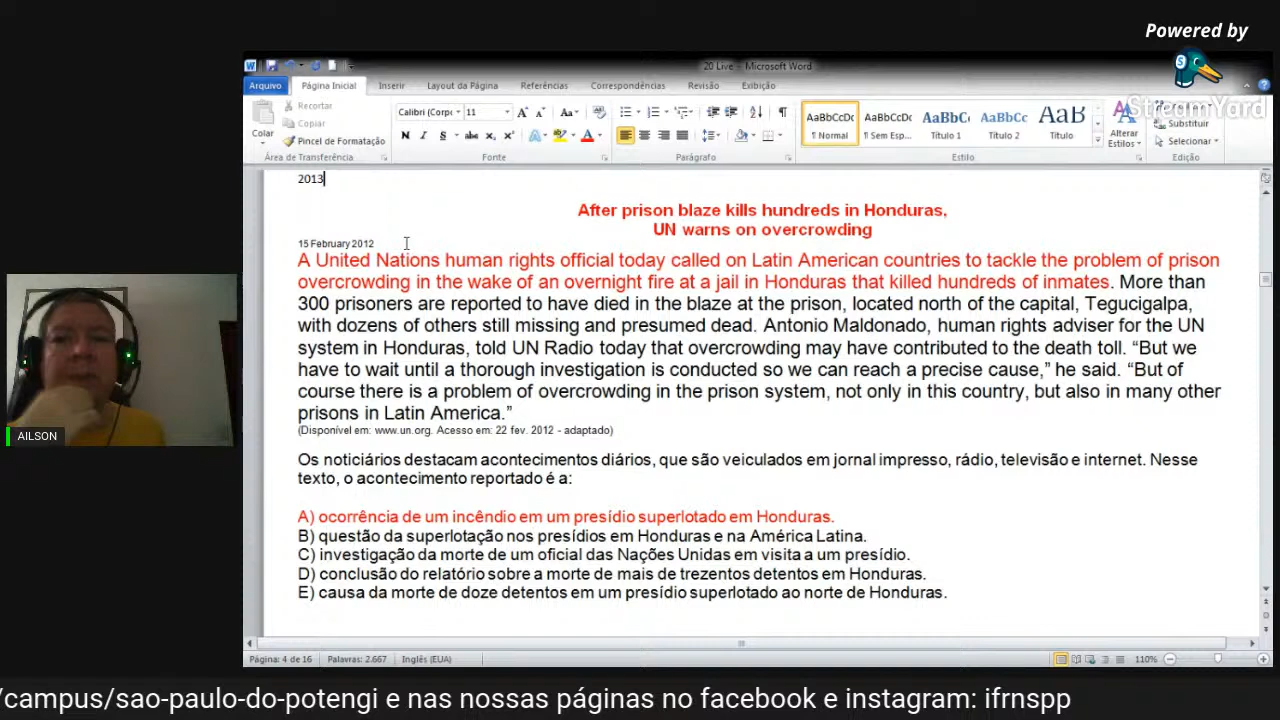 Powered by
StreamYard
20 Live - Microsoft Word
Arquivo Página Inicial Inserir Layout da Página Referências Correspondências Revisão Exibição
Colar
Recortar
Copiar
Pincel de Formatação
Área de Transferência
Calibri (Corp 11
Fonte
Parágrafo
AaBbCcDc AaBbCcDc AaBbC AaBbCc AaB
¶ Normal ¶ Sem Esp... Título 1 Título 2 Título
Alterar
Estilos
Estilo
Substituir
Selecionar
Edição
2013
After prison blaze kills hundreds in Honduras,
UN warns on overcrowding
15 February 2012
A United Nations human rights official today called on Latin American countries to tackle the problem of prison
overcrowding in the wake of an overnight fire at a jail in Honduras that killed hundreds of inmates. More than
300 prisoners are reported to have died in the blaze at the prison, located north of the capital, Tegucigalpa,
with dozens of others still missing and presumed dead. Antonio Maldonado, human rights adviser for the UN
system in Honduras, told UN Radio today that overcrowding may have contributed to the death toll. “But we
have to wait until a thorough investigation is conducted so we can reach a precise cause,” he said. “But of
course there is a problem of overcrowding in the prison system, not only in this country, but also in many other
prisons in Latin America.”
(Disponível em: www.un.org. Acesso em: 22 fev. 2012 - adaptado)
Os noticiários destacam acontecimentos diários, que são veiculados em jornal impresso, rádio, televisão e internet. Nesse
texto, o acontecimento reportado é a:
A) ocorrência de um incêndio em um presídio superlotado em Honduras.
B) questão da superlotação nos presídios em Honduras e na América Latina.
C) investigação da morte de um oficial das Nações Unidas em visita a um presídio.
D) conclusão do relatório sobre a morte de mais de trezentos detentos em Honduras.
E) causa da morte de doze detentos em um presídio superlotado ao norte de Honduras.
AILSON
Página: 4 de 16 Palavras: 2.667 Inglês (EUA) 110%
/campus/sao-paulo-do-potengi e nas nossas páginas no facebook e instagram: ifrnspp